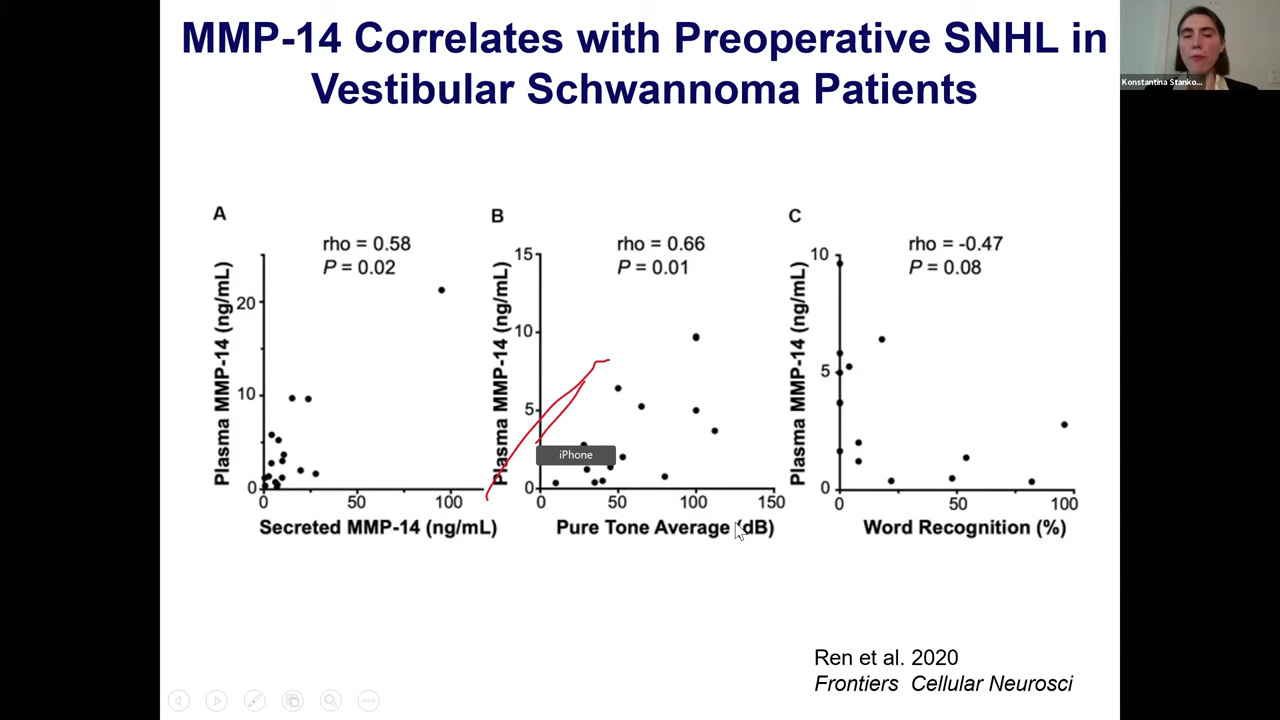 MMP-14 Correlates with Preoperative SNHL in
Vestibular Schwannoma Patients
Konstantina Stanko...
A
rho = 0.58
P = 0.02
Plasma MMP-14 (ng/mL)
20
10
0
0
50
100
Secreted MMP-14 (ng/mL)
B
rho = 0.66
P = 0.01
Plasma MMP-14 (ng/mL)
15
10
5
0
iPhone
0
50
100
150
Pure Tone Average (dB)
C
rho = -0.47
P = 0.08
Plasma MMP-14 (ng/mL)
10
5
0
0
50
100
Word Recognition (%)
Ren et al. 2020
Frontiers Cellular Neurosci